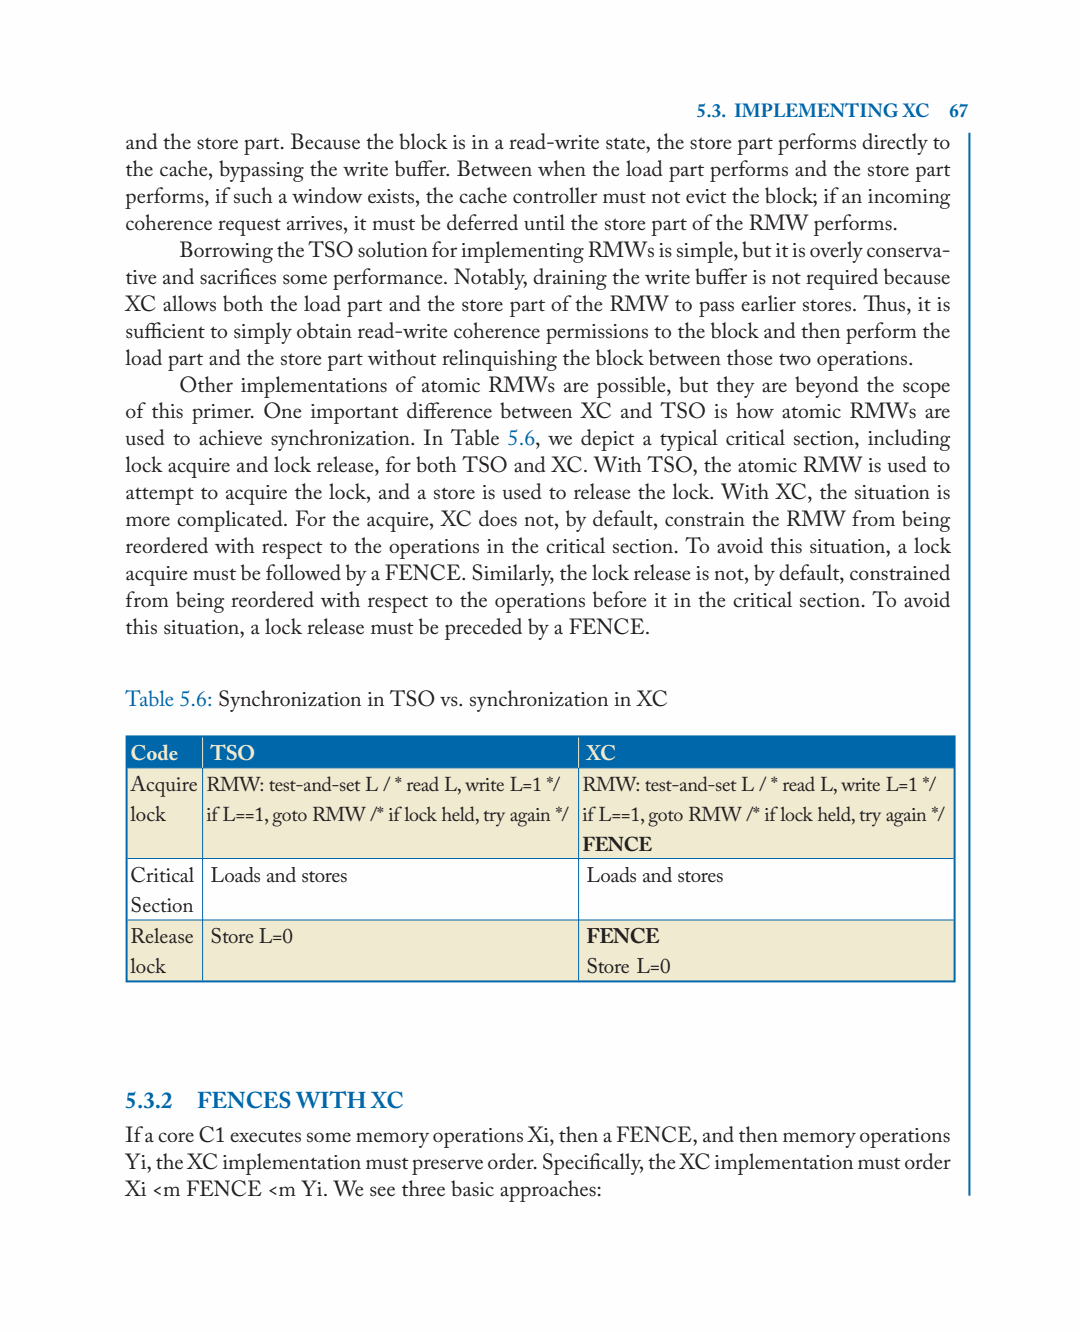 5.3. IMPLEMENTING XC 67
and the store part. Because the block is in a read-write state, the store part performs directly to
the cache, bypassing the write buffer. Between when the load part performs and the store part
performs, if such a window exists, the cache controller must not evict the block; if an incoming
coherence request arrives, it must be deferred until the store part of the RMW performs.
Borrowing the TSO solution for implementing RMWs is simple, but it is overly conserva-
tive and sacrifices some performance. Notably, draining the write buffer is not required because
XC allows both the load part and the store part of the RMW to pass earlier stores. Thus, it is
sufficient to simply obtain read-write coherence permissions to the block and then perform the
load part and the store part without relinquishing the block between those two operations.
Other implementations of atomic RMWs are possible, but they are beyond the scope
of this primer. One important difference between XC and TSO is how atomic RMWs are
used to achieve synchronization. In Table 5.6, we depict a typical critical section, including
lock acquire and lock release, for both TSO and XC. With TSO, the atomic RMW is used to
attempt to acquire the lock, and a store is used to release the lock. With XC, the situation is
more complicated. For the acquire, XC does not, by default, constrain the RMW from being
reordered with respect to the operations in the critical section. To avoid this situation, a lock
acquire must be followed by a FENCE. Similarly, the lock release is not, by default, constrained
from being reordered with respect to the operations before it in the critical section. To avoid
this situation, a lock release must be preceded by a FENCE.
Table 5.6: Synchronization in TSO vs. synchronization in XC
Code TSO XC
Acquire RMW: test-and-set L / * read L, write L=1 */ RMW: test-and-set L / * read L, write L=1 */
lock if L==1, goto RMW /* if lock held, try again */ if L==1, goto RMW /* if lock held, try again */
FENCE
Critical Loads and stores Loads and stores
Section
Release Store L=0 FENCE
lock Store L=0
5.3.2 FENCES WITH XC
If a core C1 executes some memory operations Xi, then a FENCE, and then memory operations
Yi, the XC implementation must preserve order. Specifically, the XC implementation must order
Xi <m FENCE <m Yi. We see three basic approaches: